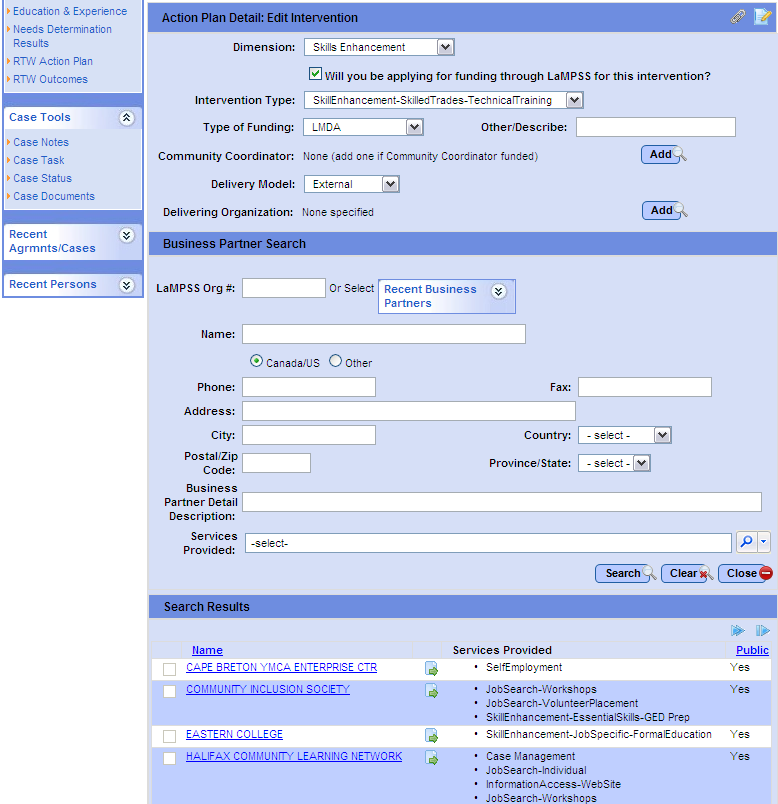 Education & Experience
Needs Determination
Results
RTW Action Plan
RTW Outcomes
Case Tools
Case Notes
Case Task
Case Status
Case Documents
Recent
Agrmnts/Cases
Recent Persons
Action Plan Detail: Edit Intervention
Dimension: Skills Enhancement
Will you be applying for funding through LaMPSS for this intervention?
Intervention Type: SkillEnhancement-SkilledTrades-TechnicalTraining
Type of Funding: LMDA Other/Describe:
Community Coordinator: None (add one if Community Coordinator funded) Add
Delivery Model: External
Delivering Organization: None specified Add
Business Partner Search
LaMPSS Org #: Or Select Recent Business
Partners
Name:
Canada/US Other
Phone: Fax:
Address:
City: Country: - select -
Postal/Zip
Code: Province/State: - select -
Business
Partner Detail
Description:
Services
Provided: -select-
Search Clear Close
Search Results
Name Services Provided Public
CAPE BRETON YMCA ENTERPRISE CTR • SelfEmployment Yes
COMMUNITY INCLUSION SOCIETY • JobSearch-Workshops Yes
• JobSearch-VolunteerPlacement
• SkillEnhancement-EssentialSkills-GED Prep
EASTERN COLLEGE • SkillEnhancement-JobSpecific-FormalEducation Yes
HALIFAX COMMUNITY LEARNING NETWORK • Case Management Yes
• JobSearch-Individual
• InformationAccess-WebSite
• JobSearch-Workshops